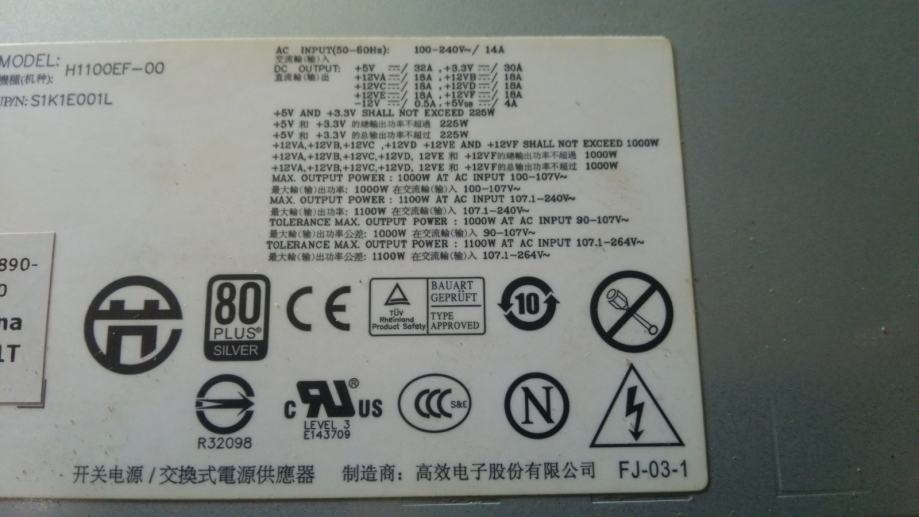 MODEL: H1100EF-00
機種(机种):
P/N: S1K1E001L
AC INPUT(50-60Hz): 100-240V~/ 14A
交流輸(输)入
DC OUTPUT: +5V ⎓/ 32A ,+3.3V ⎓/ 30A
直流輸(输)出 +12VA ⎓/ 18A ,+12VB ⎓/ 18A
+12VC ⎓/ 18A ,+12VD ⎓/ 18A
+12VE ⎓/ 18A ,+12VF ⎓/ 18A
-12V ⎓/ 0.5A ,+5VSB ⎓/ 4A
+5V AND +3.3V SHALL NOT EXCEED 225W
+5V 和 +3.3V 的總輸出功率不超過 225W
+5V 和 +3.3V 的总输出功率不超过 225W
+12VA,+12VB,+12VC ,+12VD +12VE AND +12VF SHALL NOT EXCEED 1000W
+12VA,+12VB,+12VC,+12VD, 12VE 和 +12VF的總輸出功率不超過 1000W
+12VA,+12VB,+12VC,+12VD, 12VE 和 +12VF的总输出功率不超过 1000W
MAX. OUTPUT POWER : 1000W AT AC INPUT 100-107V~
最大輸(输)出功率: 1000W 在交流輸(输)入 100-107V~
MAX. OUTPUT POWER : 1100W AT AC INPUT 107.1-240V~
最大輸(输)出功率: 1100W 在交流輸(输)入 107.1-240V~
TOLERANCE MAX. OUTPUT POWER : 1000W AT AC INPUT 90-107V~
最大輸(输)出功率公差: 1000W 在交流輸(输)入 90-107V~
TOLERANCE MAX. OUTPUT POWER : 1100W AT AC INPUT 107.1-264V~
最大輸(输)出功率公差: 1100W 在交流輸(输)入 107.1-264V~
890-
0
na
1T
80
PLUS®
SILVER
CE
TÜV
Rheinland
Product Safety
BAUART
GEPRÜFT
TYPE
APPROVED
10
R32098
c RU® US
LEVEL 3
E143709
CCC S&E
N
开关电源/交換式電源供應器 制造商：高效电子股份有限公司 FJ-03-1